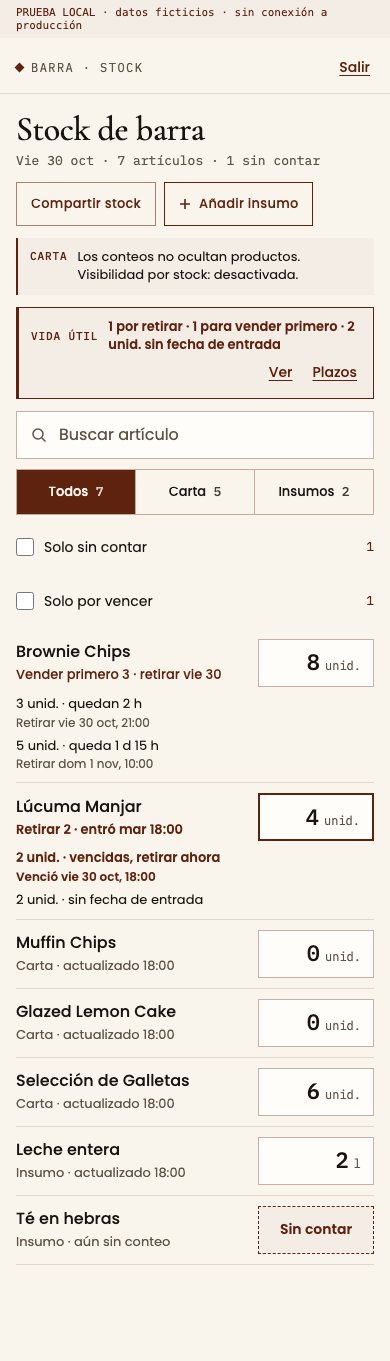 PRUEBA LOCAL · datos ficticios · sin conexión a
producción
BARRA · STOCK
Salir
Stock de barra
Vie 30 oct · 7 artículos · 1 sin contar
Compartir stock
+ Añadir insumo
CARTA
Los conteos no ocultan productos.
Visibilidad por stock: desactivada.
VIDA ÚTIL
1 por retirar · 1 para vender primero · 2
unid. sin fecha de entrada
Ver
Plazos
Buscar artículo
Todos 7
Carta 5
Insumos 2
Solo sin contar
1
Solo por vencer
1
Brownie Chips
8 unid.
Vender primero 3 · retirar vie 30
3 unid. · quedan 2 h
Retirar vie 30 oct, 21:00
5 unid. · queda 1 d 15 h
Retirar dom 1 nov, 10:00
Lúcuma Manjar
4 unid.
Retirar 2 · entró mar 18:00
2 unid. · vencidas, retirar ahora
Venció vie 30 oct, 18:00
2 unid. · sin fecha de entrada
Muffin Chips
0 unid.
Carta · actualizado 18:00
Glazed Lemon Cake
0 unid.
Carta · actualizado 18:00
Selección de Galletas
6 unid.
Carta · actualizado 18:00
Leche entera
2 l
Insumo · actualizado 18:00
Té en hebras
Sin contar
Insumo · aún sin conteo